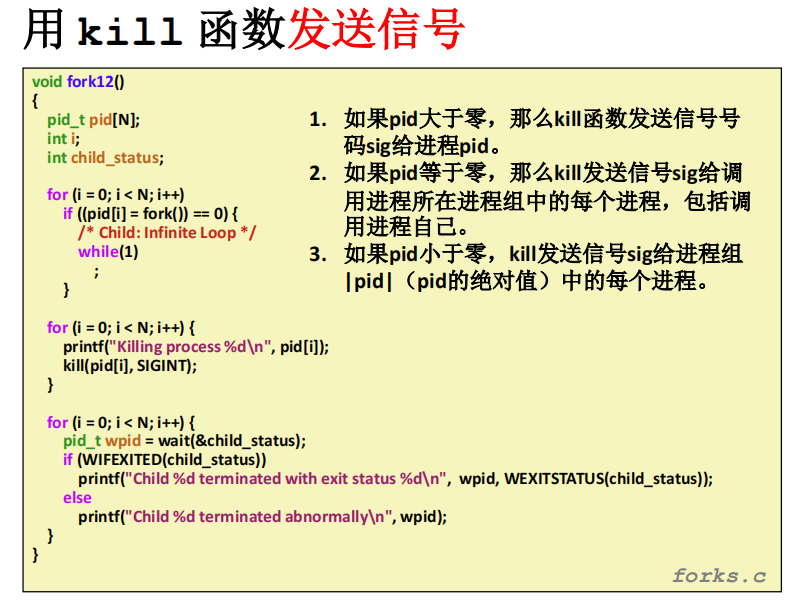 用 kill 函数发送信号
void fork12()
{
pid_t pid[N];
int i;
int child_status;
for (i = 0; i < N; i++)
if ((pid[i] = fork()) == 0) {
/* Child: Infinite Loop */
while(1)
;
}
for (i = 0; i < N; i++) {
printf("Killing process %d\n", pid[i]);
kill(pid[i], SIGINT);
}
for (i = 0; i < N; i++) {
pid_t wpid = wait(&child_status);
if (WIFEXITED(child_status))
printf("Child %d terminated with exit status %d\n", wpid, WEXITSTATUS(child_status));
else
printf("Child %d terminated abnormally\n", wpid);
}
}
1. 如果pid大于零，那么kill函数发送信号号
码sig给进程pid。
2. 如果pid等于零，那么kill发送信号sig给调
用进程所在进程组中的每个进程，包括调
用进程自己。
3. 如果pid小于零，kill发送信号sig给进程组
|pid|（pid的绝对值）中的每个进程。
forks.c